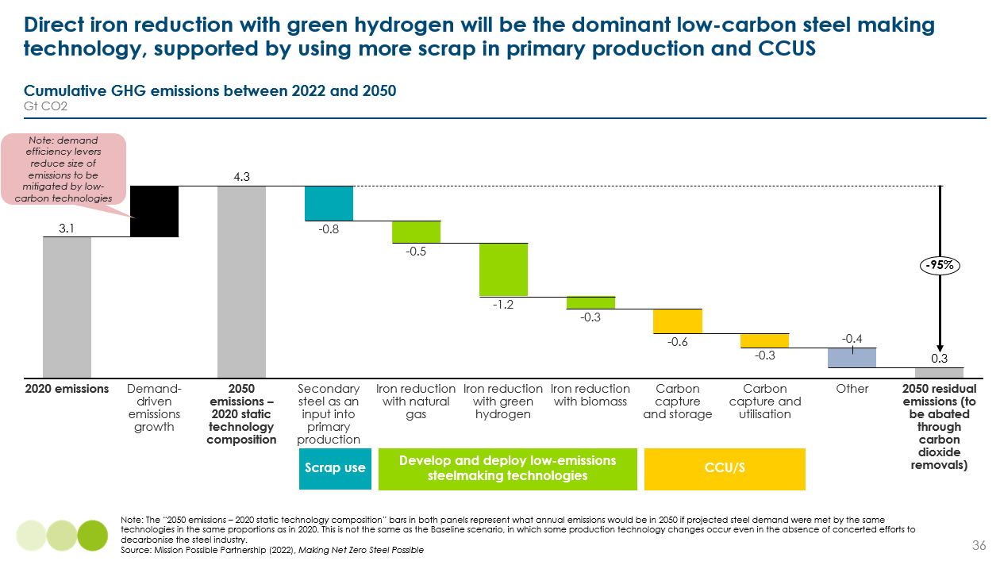 Direct iron reduction with green hydrogen will be the dominant low-carbon steel making
technology, supported by using more scrap in primary production and CCUS
Cumulative GHG emissions between 2022 and 2050
Gt CO2
Note: demand
efficiency levers
reduce size of
emissions to be
mitigated by low-
carbon technologies
3.1
4.3
-0.8
-0.5
-1.2
-0.3
-0.6
-0.3
-0.4
0.3
-95%
2020 emissions
Demand-
driven
emissions
growth
2050
emissions –
2020 static
technology
composition
Secondary
steel as an
input into
primary
production
Iron reduction
with natural
gas
Iron reduction
with green
hydrogen
Iron reduction
with biomass
Carbon
capture
and storage
Carbon
capture and
utilisation
Other
2050 residual
emissions (to
be abated
through
carbon
dioxide
removals)
Scrap use
Develop and deploy low-emissions
steelmaking technologies
CCU/S
Note: The “2050 emissions – 2020 static technology composition” bars in both panels represent what annual emissions would be in 2050 if projected steel demand were met by the same
technologies in the same proportions as in 2020. This is not the same as the Baseline scenario, in which some production technology changes occur even in the absence of concerted efforts to
decarbonise the steel industry.
Source: Mission Possible Partnership (2022), Making Net Zero Steel Possible
36